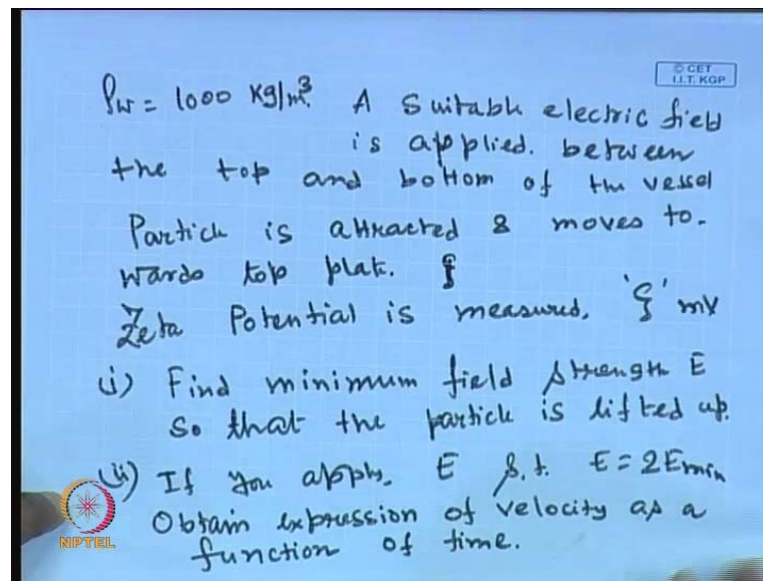 ρw = 1000 kg/m³. A suitable electric field
© CET
I.I.T. KGP
is applied. between
the top and bottom of the vessel
Particle is attracted & moves to-
wards top plate. ξ
Zeta Potential is measured, 'ξ' mV
(i) Find minimum field strength E
so that the particle is lifted up.
(ii) If you apply. E s.t. E = 2Emin
Obtain expression of velocity as a
function of time.
NPTEL